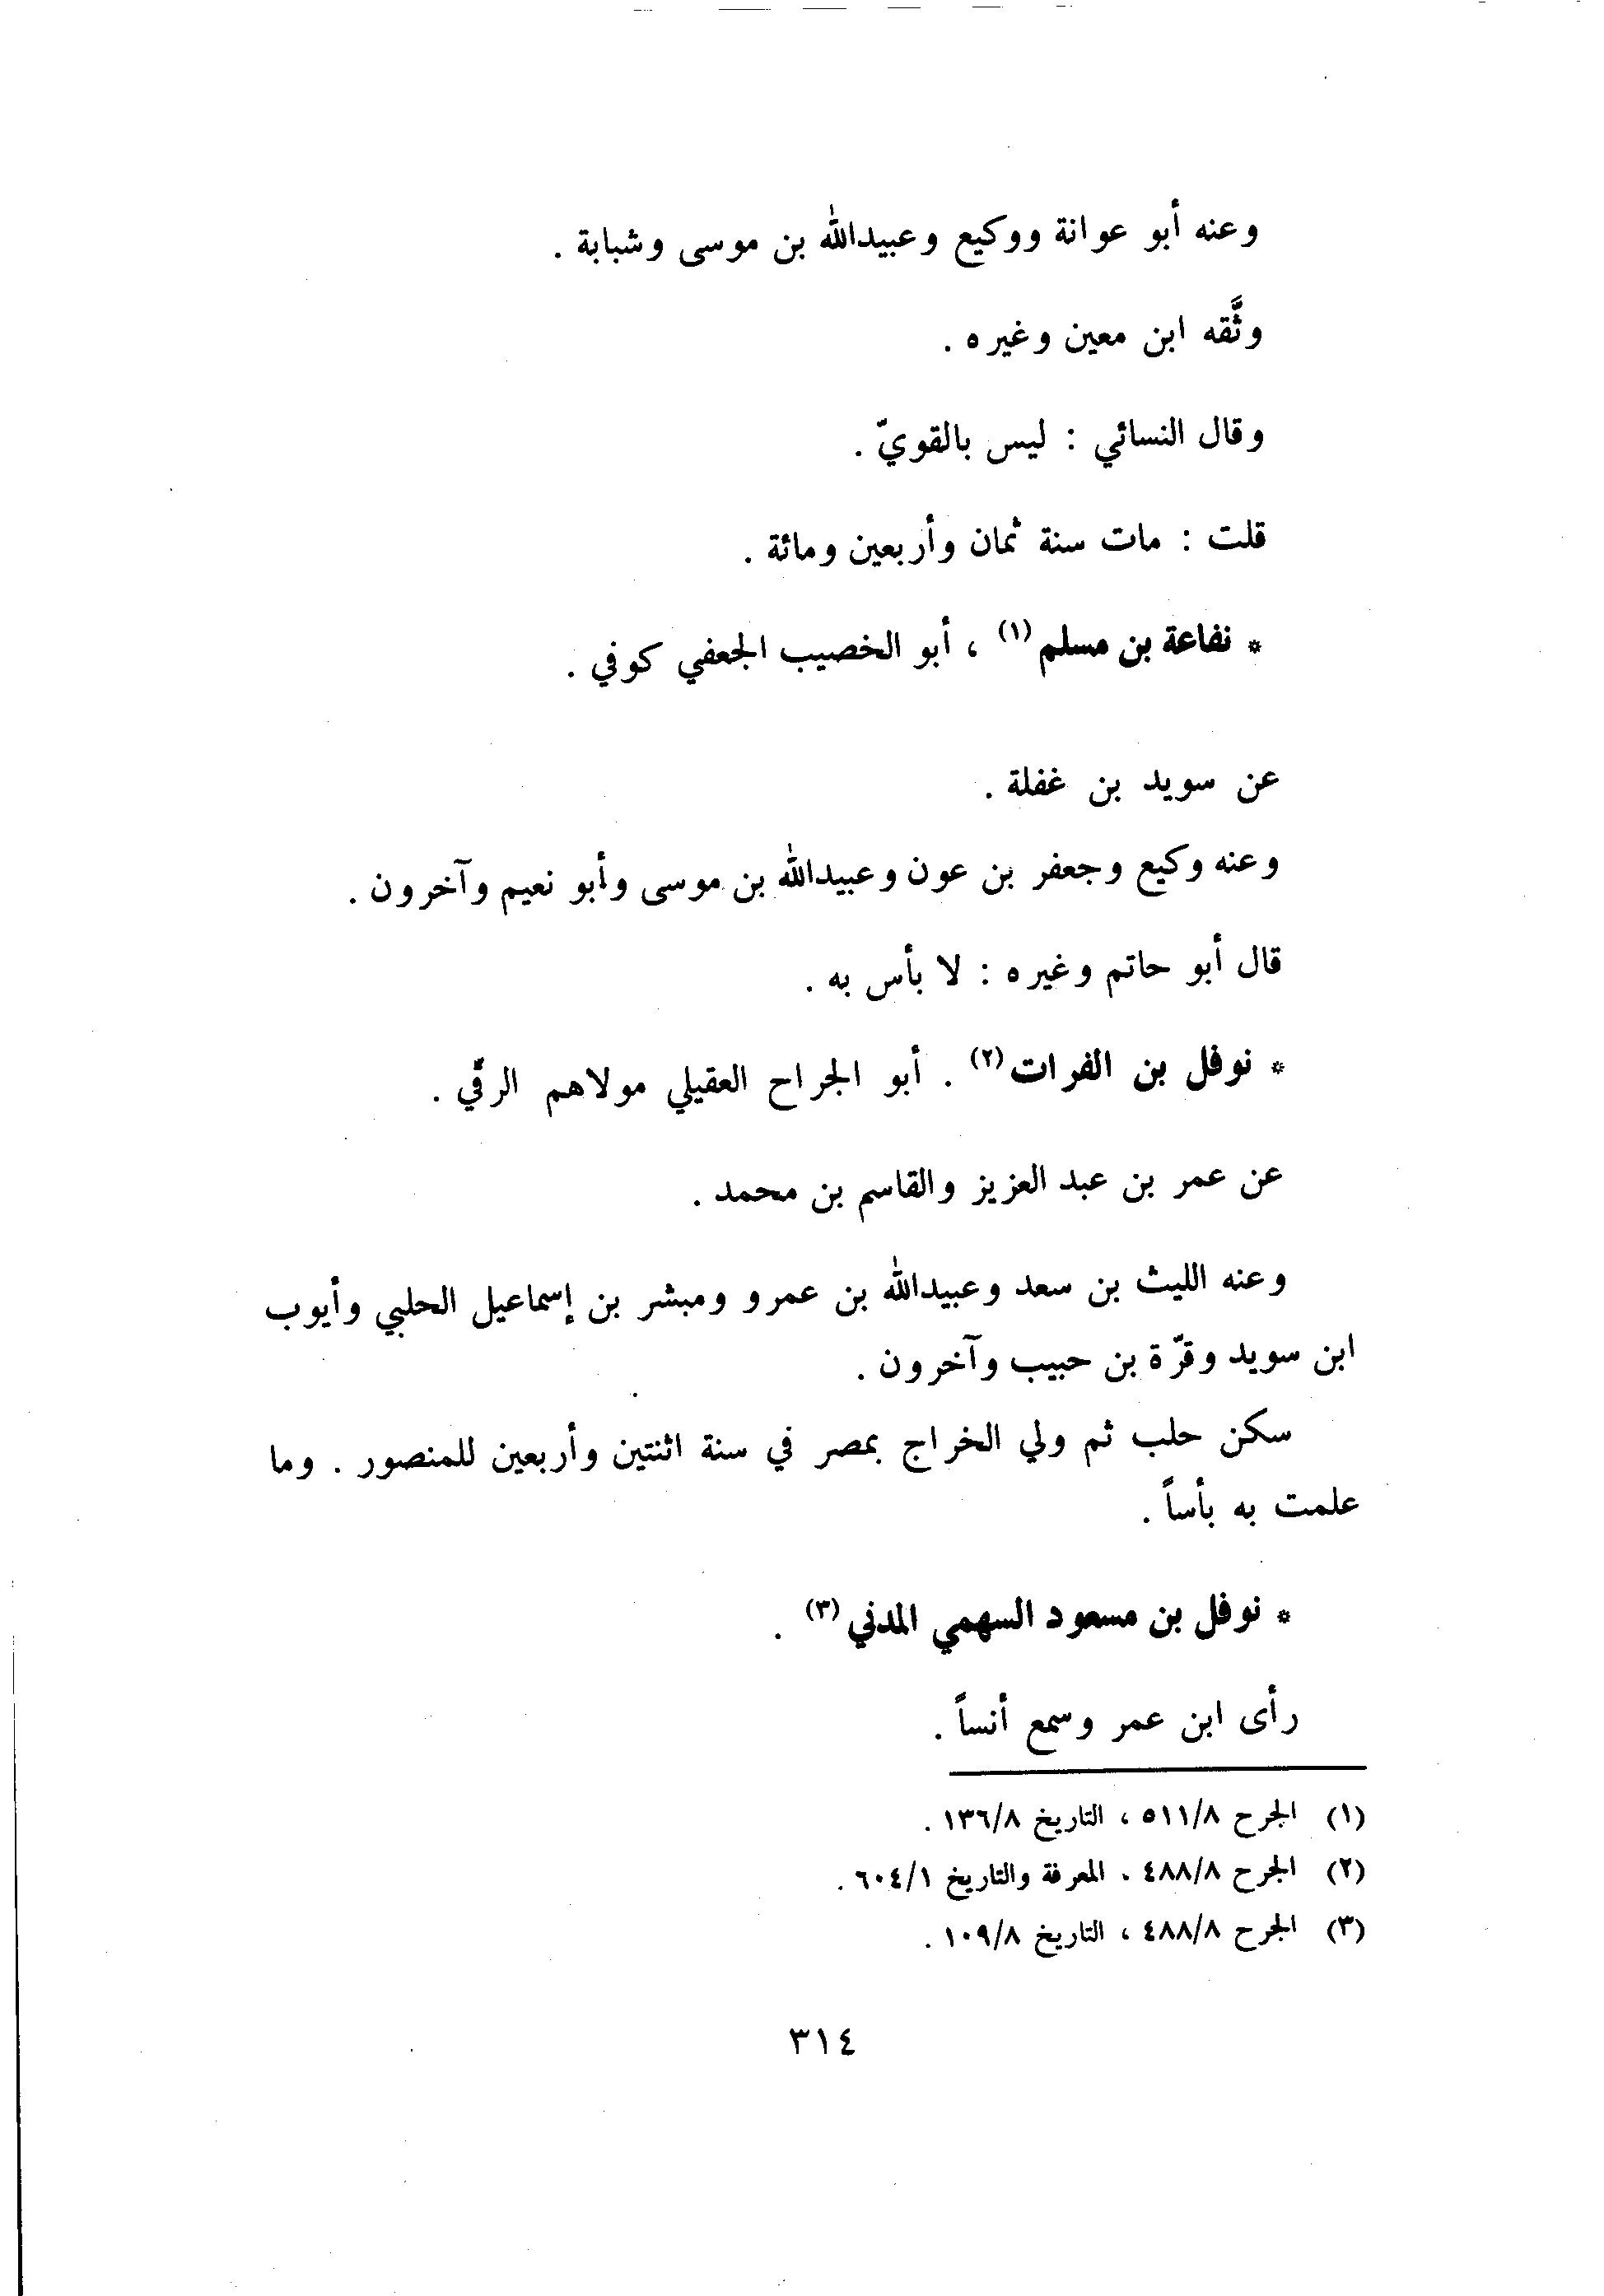 وعنه أبو عوانة ووكيع وعبيدالله بن موسى وشبابة .
وثَّقه ابن معين وغيره .
وقال النسائي : ليس بالقويّ .
قلت : مات سنة ثمان وأربعين ومائة .
* نفاعة بن مسلم (١) ، أبو الخصيب الجعفي كوفي .
عن سويد بن غفلة .
وعنه وكيع وجعفر بن عون وعبيدالله بن موسى وأبو نعيم وآخرون .
قال أبو حاتم وغيره : لا بأس به .
* نوفل بن الفرات (٢) . أبو الجراح العقيلي مولاهم الرقّي .
عن عمر بن عبد العزيز والقاسم بن محمد .
وعنه الليث بن سعد وعبيدالله بن عمرو ومبشر بن إسماعيل الحلبي وأيوب
ابن سويد وقرّة بن حبيب وآخرون .
سكن حلب ثم ولي الخراج بمصر في سنة اثنتين وأربعين للمنصور . وما
علمت به بأساً .
* نوفل بن مسعود السهمي المدني (٣) .
رأى ابن عمر وسمع أنساً .
(١) الجرح ٥١١/٨ ، التاريخ ١٣٦/٨ .
(٢) الجرح ٤٨٨/٨ . المعرفة والتاريخ ٦٠٤/١ .
(٣) الجرح ٤٨٨/٨ ، التاريخ ١٠٩/٨ .
٣١٤